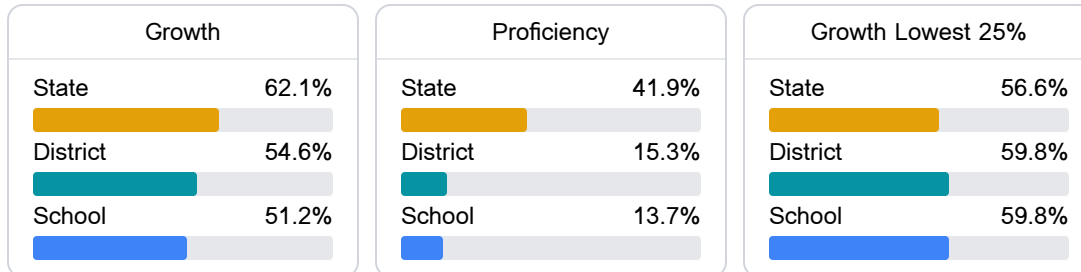 Growth
State 62.1%
District 54.6%
School 51.2%
Proficiency
State 41.9%
District 15.3%
School 13.7%
Growth Lowest 25%
State 56.6%
District 59.8%
School 59.8%